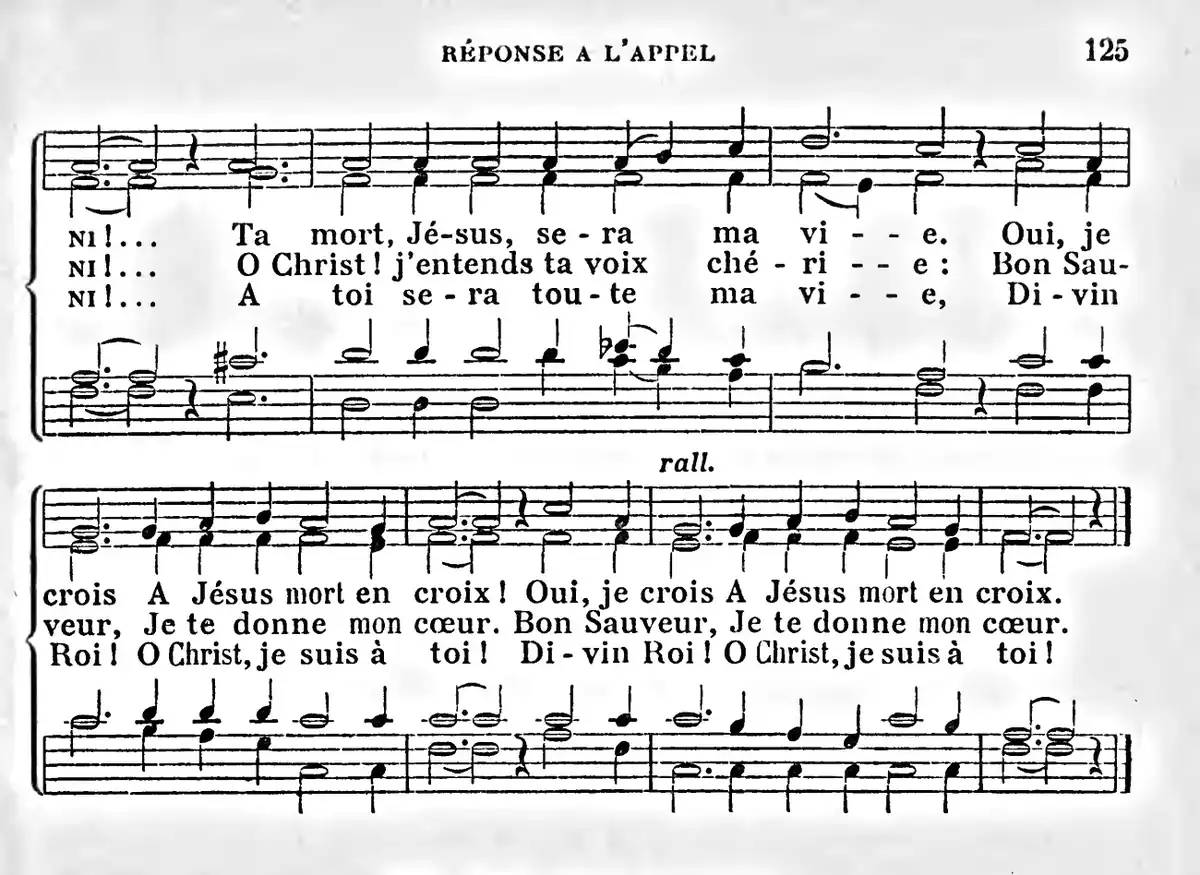 RÉPONSE A L'APPEL 125
NI!... Ta mort, Jé-sus, se - ra ma vi - - e. Oui, je
NI!... O Christ! j'entends ta voix ché - ri - - e : Bon Sau-
NI!... A toi se - ra tou - te ma vi - - e, Di - vin
rall.
crois A Jésus mort en croix! Oui, je crois A Jésus mort en croix.
veur, Je te donne mon cœur. Bon Sauveur, Je te donne mon cœur.
Roi! O Christ, je suis à toi! Di - vin Roi! O Christ, je suis à toi!